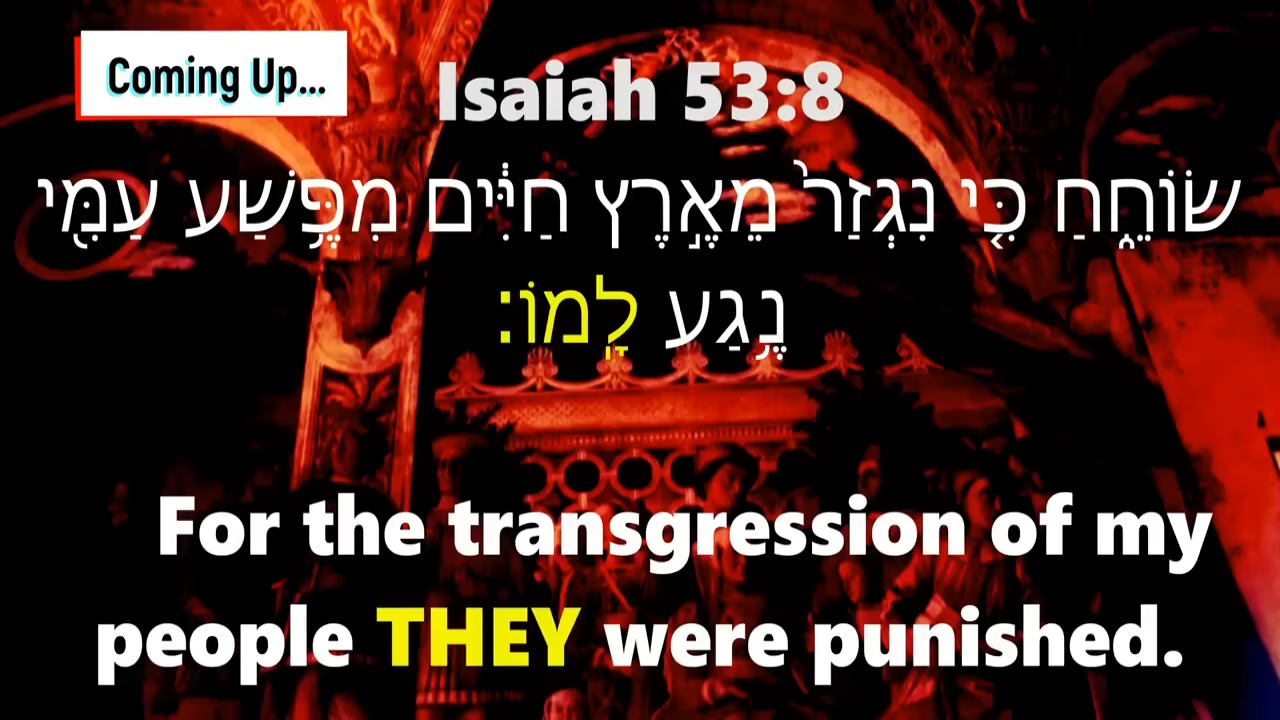 Coming Up...
Isaiah 53:8
שׂוֹחֵ֑חַ כִּ֤י נִגְזַר֙ מֵאֶ֣רֶץ חַיִּ֔ים מִפֶּ֥שַׁע עַמִּ֖י
נֶ֥גַע לָֽמוֹ׃
For the transgression of my
people THEY were punished.